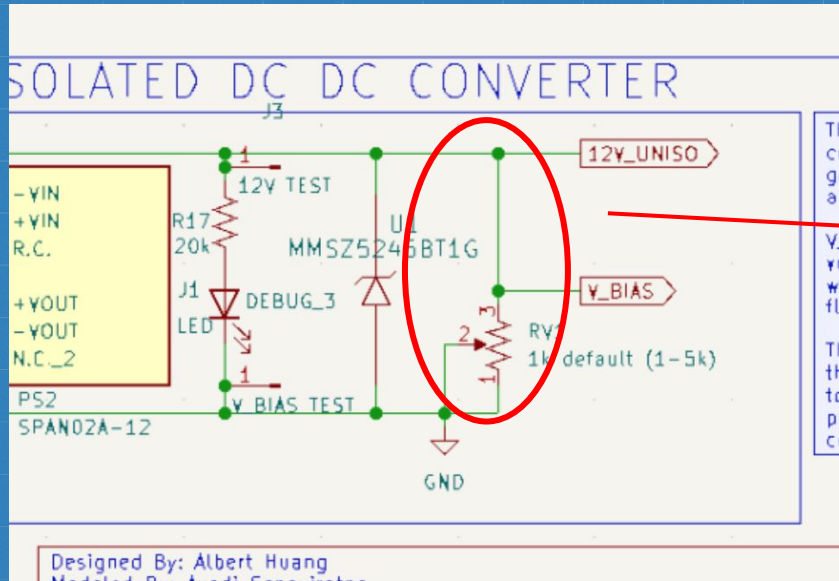 SOLATED DC DC CONVERTER
J3
1
12V_UNISO
12V TEST
-VIN
+VIN
R.C.
+VOUT
-VOUT
N.C._2
PS2
SPAN02A-12
R17
20k
U1
MMSZ5245BT1G
J1
LED
DEBUG_3
1
V_BIAS TEST
V_BIAS
3
2
1
1k default (1-5k)
GND
Designed By: Albert Huang